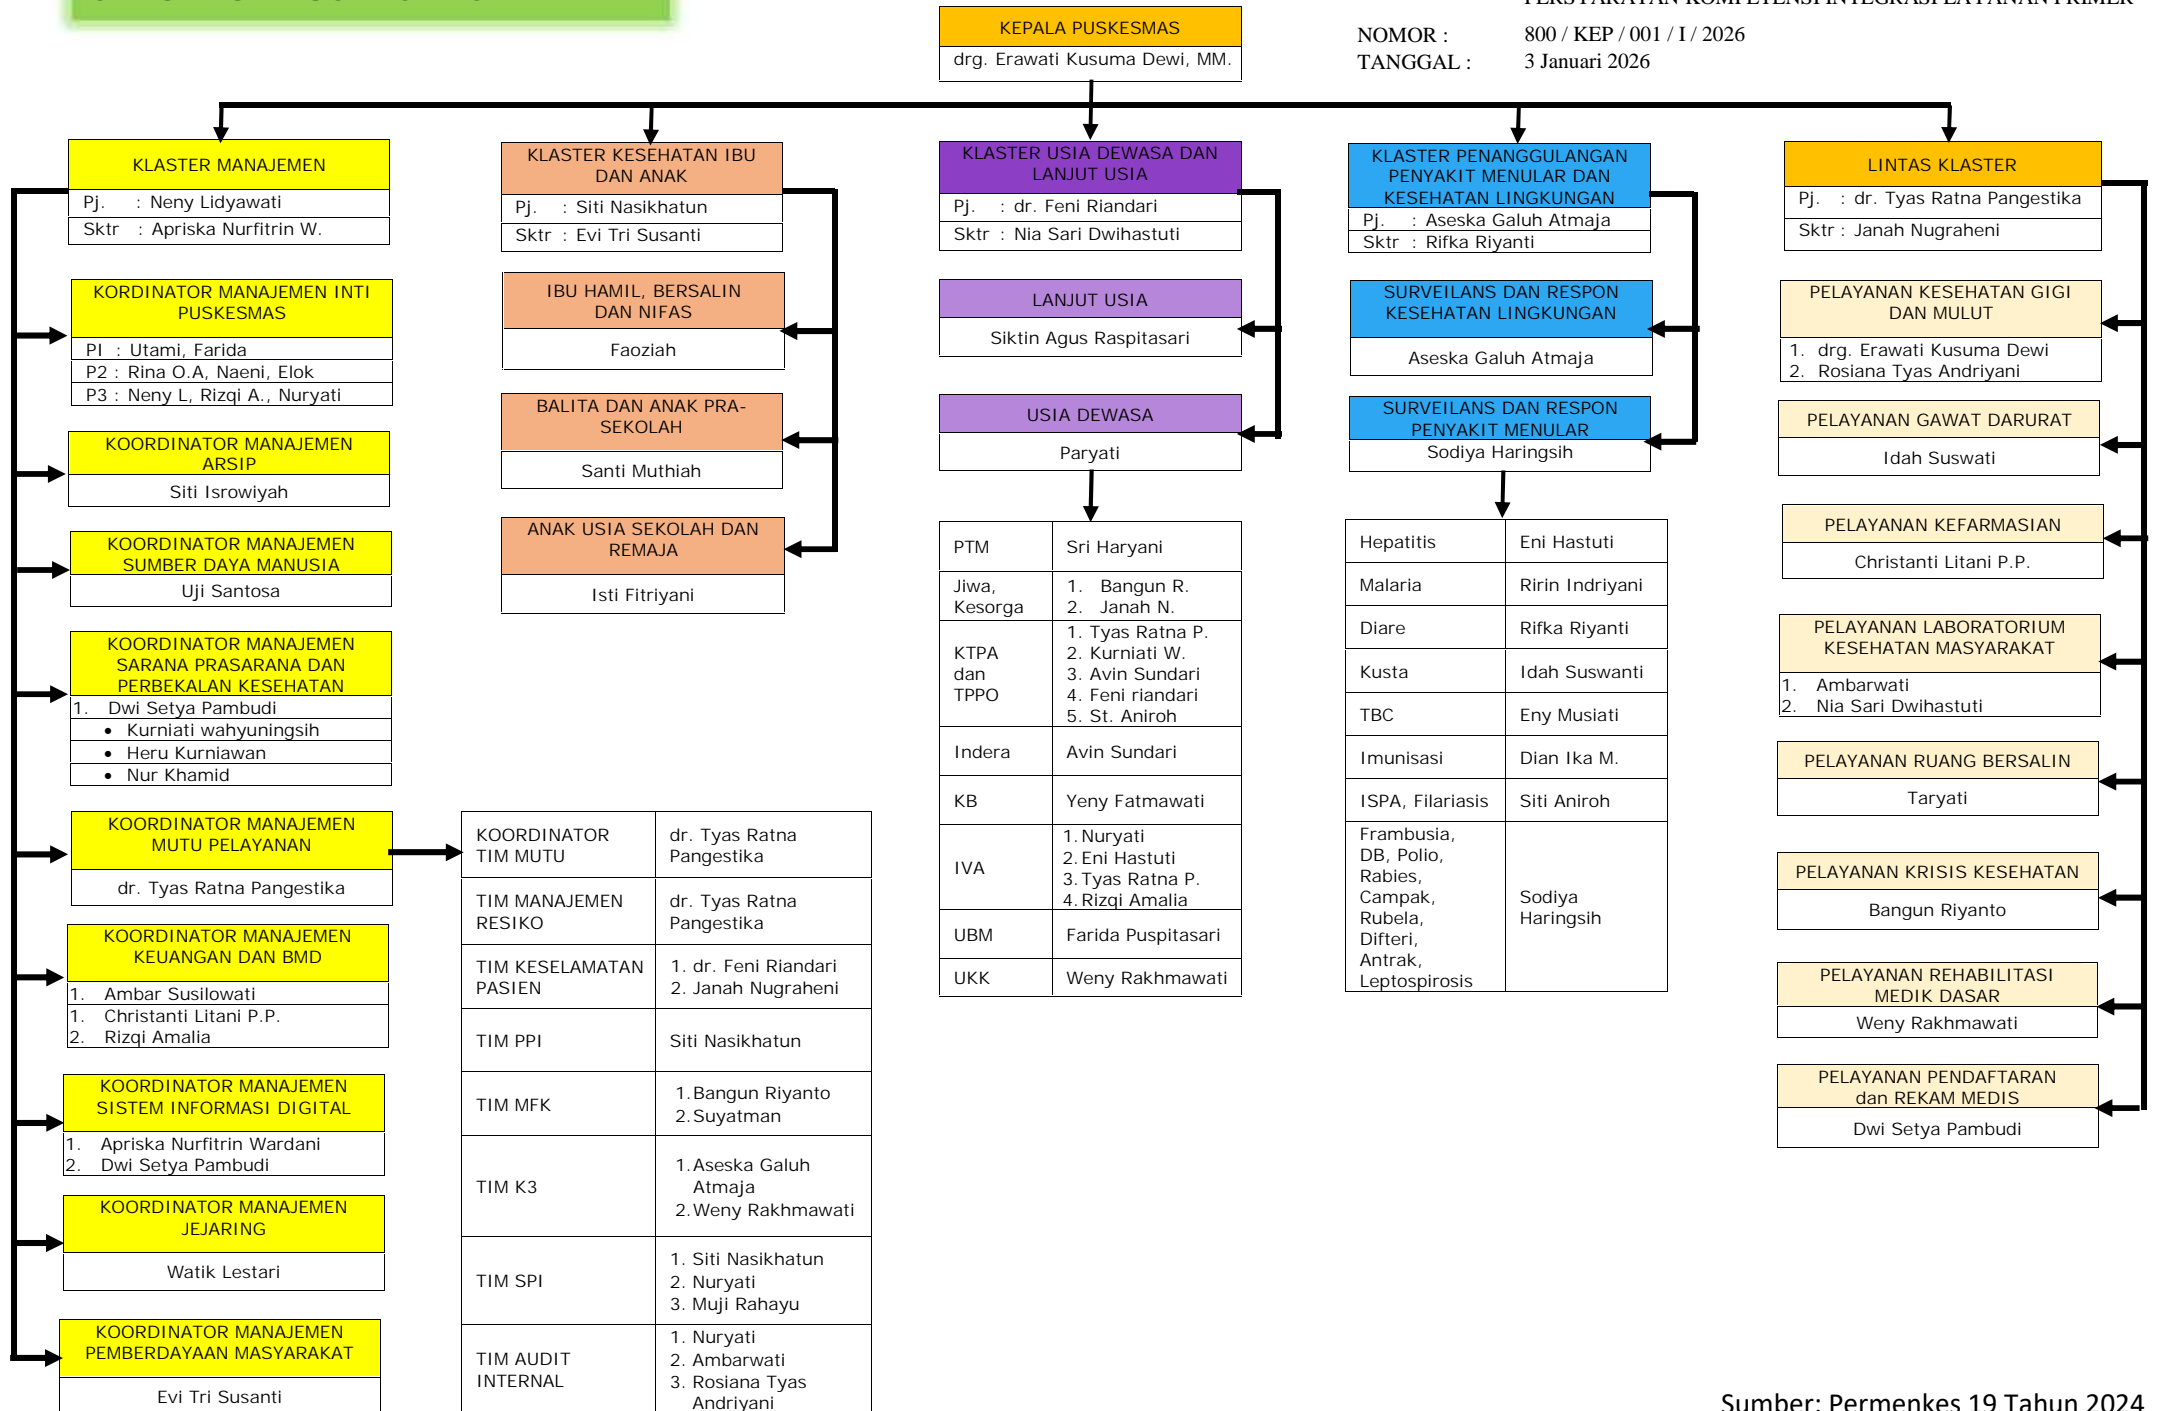 PERSYARATAN KOMPETENSI INTEGRASI LAYANAN PRIMER
NOMOR : 800 / KEP / 001 / I / 2026
TANGGAL : 3 Januari 2026
KEPALA PUSKESMAS
drg. Erawati Kusuma Dewi, MM.
KLASTER MANAJEMEN
Pj. : Neny Lidyawati
Sktr : Apriska Nurfitrin W.
KORDINATOR MANAJEMEN INTI
PUSKESMAS
PI : Utami, Farida
P2 : Rina O.A, Naeni, Elok
P3 : Neny L, Rizqi A., Nuryati
KOORDINATOR MANAJEMEN
ARSIP
Siti Isrowiyah
KOORDINATOR MANAJEMEN
SUMBER DAYA MANUSIA
Uji Santosa
KOORDINATOR MANAJEMEN
SARANA PRASARANA DAN
PERBEKALAN KESEHATAN
1. Dwi Setya Pambudi
• Kurniati wahyuningsih
• Heru Kurniawan
• Nur Khamid
KOORDINATOR MANAJEMEN
MUTU PELAYANAN
dr. Tyas Ratna Pangestika
KOORDINATOR MANAJEMEN
KEUANGAN DAN BMD
1. Ambar Susilowati
1. Christanti Litani P.P.
2. Rizqi Amalia
KOORDINATOR MANAJEMEN
SISTEM INFORMASI DIGITAL
1. Apriska Nurfitrin Wardani
2. Dwi Setya Pambudi
KOORDINATOR MANAJEMEN
JEJARING
Watik Lestari
KOORDINATOR MANAJEMEN
PEMBERDAYAAN MASYARAKAT
Evi Tri Susanti
KLASTER KESEHATAN IBU
DAN ANAK
Pj. : Siti Nasikhatun
Sktr : Evi Tri Susanti
IBU HAMIL, BERSALIN
DAN NIFAS
Faoziah
BALITA DAN ANAK PRA-
SEKOLAH
Santi Muthiah
ANAK USIA SEKOLAH DAN
REMAJA
Isti Fitriyani
KOORDINATOR
TIM MUTU
dr. Tyas Ratna
Pangestika
TIM MANAJEMEN
RESIKO
dr. Tyas Ratna
Pangestika
TIM KESELAMATAN
PASIEN
1. dr. Feni Riandari
2. Janah Nugraheni
TIM PPI
Siti Nasikhatun
TIM MFK
1. Bangun Riyanto
2. Suyatman
TIM K3
1. Aseska Galuh
Atmaja
2. Weny Rakhmawati
TIM SPI
1. Siti Nasikhatun
2. Nuryati
3. Muji Rahayu
TIM AUDIT
INTERNAL
1. Nuryati
2. Ambarwati
3. Rosiana Tyas
Andriyani
KLASTER USIA DEWASA DAN
LANJUT USIA
Pj. : dr. Feni Riandari
Sktr : Nia Sari Dwihastuti
LANJUT USIA
Siktin Agus Raspitasari
USIA DEWASA
Paryati
PTM
Sri Haryani
Jiwa,
Kesorga
1. Bangun R.
2. Janah N.
KTPA
dan
TPPO
1. Tyas Ratna P.
2. Kurniati W.
3. Avin Sundari
4. Feni riandari
5. St. Aniroh
Indera
Avin Sundari
KB
Yeny Fatmawati
IVA
1. Nuryati
2. Eni Hastuti
3. Tyas Ratna P.
4. Rizqi Amalia
UBM
Farida Puspitasari
UKK
Weny Rakhmawati
KLASTER PENANGGULANGAN
PENYAKIT MENULAR DAN
KESEHATAN LINGKUNGAN
Pj. : Aseska Galuh Atmaja
Sktr : Rifka Riyanti
SURVEILANS DAN RESPON
KESEHATAN LINGKUNGAN
Aseska Galuh Atmaja
SURVEILANS DAN RESPON
PENYAKIT MENULAR
Sodiya Haringsih
Hepatitis
Eni Hastuti
Malaria
Ririn Indriyani
Diare
Rifka Riyanti
Kusta
Idah Suswanti
TBC
Eny Musiati
Imunisasi
Dian Ika M.
ISPA, Filariasis
Siti Aniroh
Frambusia,
DB, Polio,
Rabies,
Campak,
Rubela,
Difteri,
Antrak,
Leptospirosis
Sodiya
Haringsih
LINTAS KLASTER
Pj. : dr. Tyas Ratna Pangestika
Sktr : Janah Nugraheni
PELAYANAN KESEHATAN GIGI
DAN MULUT
1. drg. Erawati Kusuma Dewi
2. Rosiana Tyas Andriyani
PELAYANAN GAWAT DARURAT
Idah Suswati
PELAYANAN KEFARMASIAN
Christanti Litani P.P.
PELAYANAN LABORATORIUM
KESEHATAN MASYARAKAT
1. Ambarwati
2. Nia Sari Dwihastuti
PELAYANAN RUANG BERSALIN
Taryati
PELAYANAN KRISIS KESEHATAN
Bangun Riyanto
PELAYANAN REHABILITASI
MEDIK DASAR
Weny Rakhmawati
PELAYANAN PENDAFTARAN
dan REKAM MEDIS
Dwi Setya Pambudi
Sumber: Permenkes 19 Tahun 2024